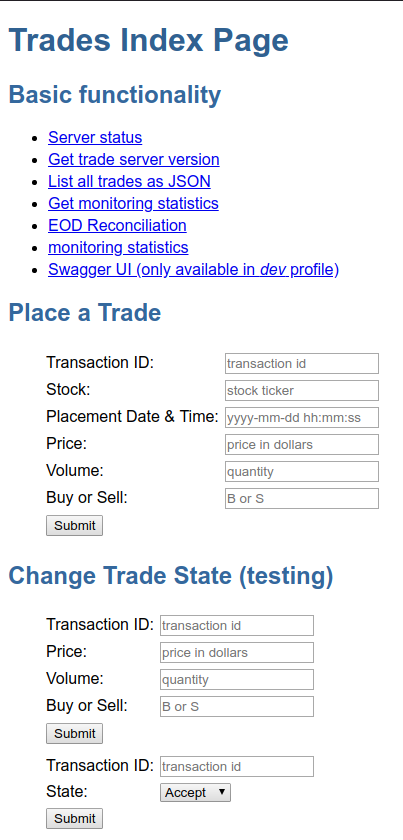 Trades Index Page
Basic functionality
Server status
Get trade server version
List all trades as JSON
Get monitoring statistics
EOD Reconciliation
monitoring statistics
Swagger UI (only available in dev profile)
Place a Trade
Transaction ID: transaction id
Stock: stock ticker
Placement Date & Time: yyyy-mm-dd hh:mm:ss
Price: price in dollars
Volume: quantity
Buy or Sell: B or S
Submit
Change Trade State (testing)
Transaction ID: transaction id
Price: price in dollars
Volume: quantity
Buy or Sell: B or S
Submit
Transaction ID: transaction id
State: Accept
Submit